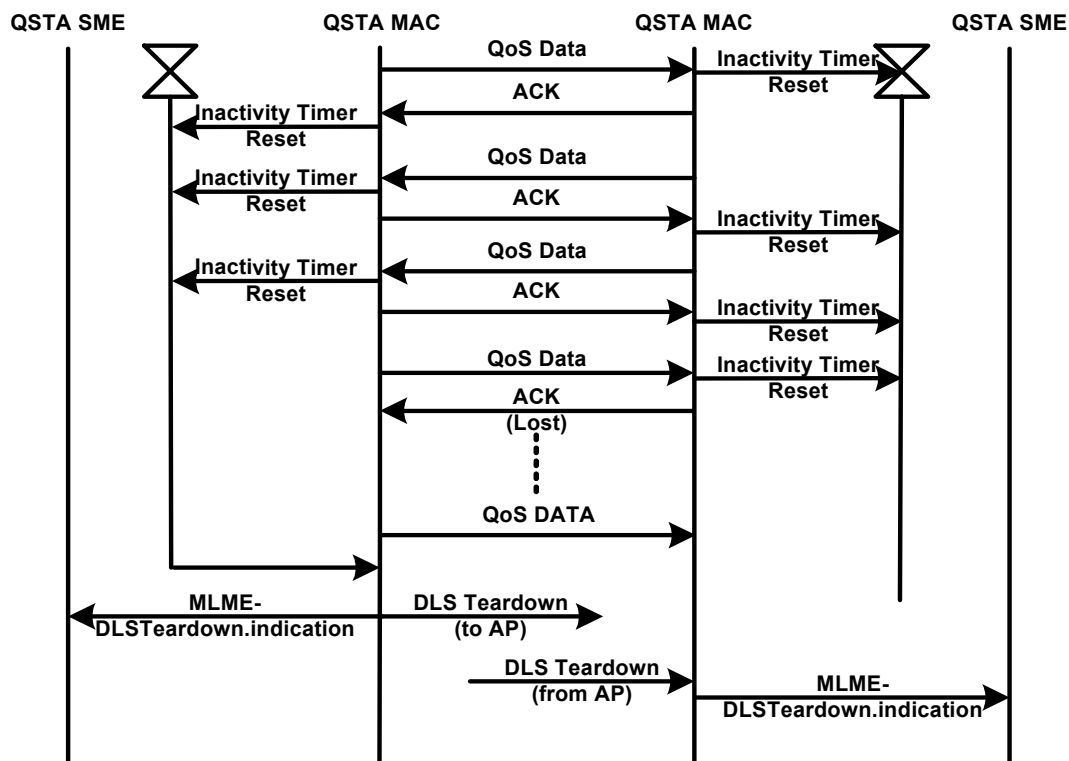 QSTA SME
QSTA MAC
QSTA MAC
QSTA SME
QoS Data
Inactivity Timer
Reset
ACK
Inactivity Timer
Reset
QoS Data
Inactivity Timer
Reset
ACK
Inactivity Timer
Reset
QoS Data
Inactivity Timer
Reset
ACK
Inactivity Timer
Reset
QoS Data
Inactivity Timer
Reset
ACK
(Lost)
QoS DATA
MLME-
DLSTeardown.indication
DLS Teardown
(to AP)
DLS Teardown
(from AP)
MLME-
DLSTeardown.indication